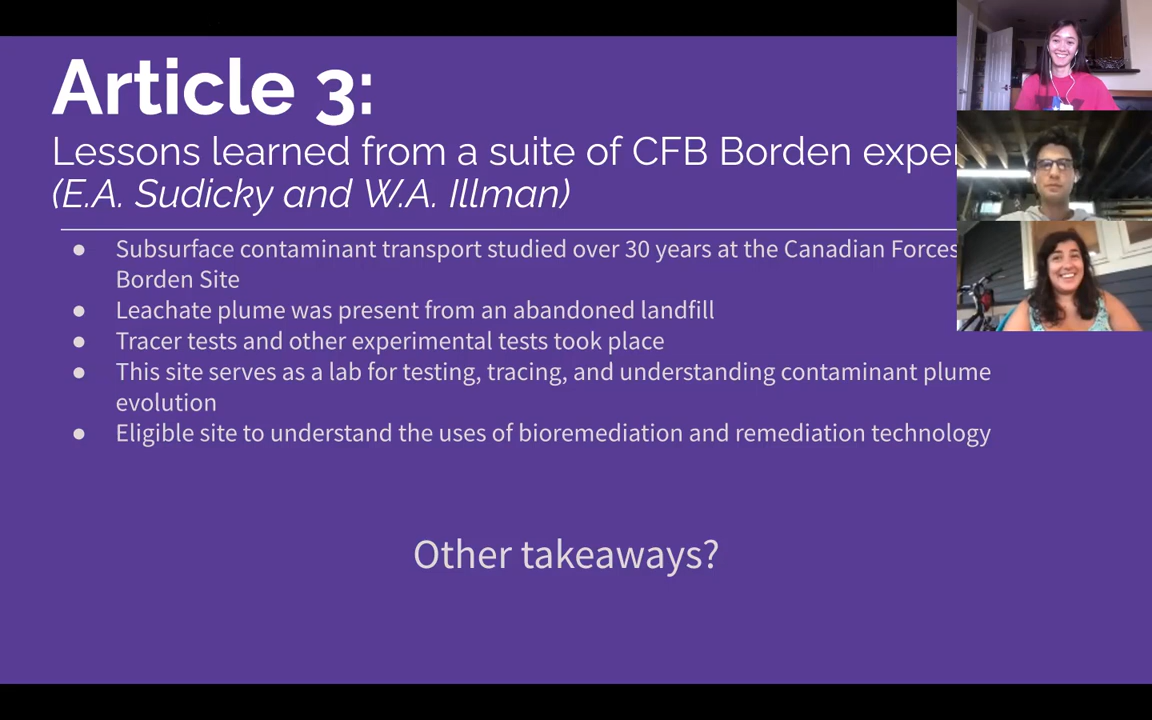 Article 3:
Lessons learned from a suite of CFB Borden exper
(E.A. Sudicky and W.A. Illman)
● Subsurface contaminant transport studied over 30 years at the Canadian Forces
Borden Site
● Leachate plume was present from an abandoned landfill
● Tracer tests and other experimental tests took place
● This site serves as a lab for testing, tracing, and understanding contaminant plume
evolution
● Eligible site to understand the uses of bioremediation and remediation technology
Other takeaways?